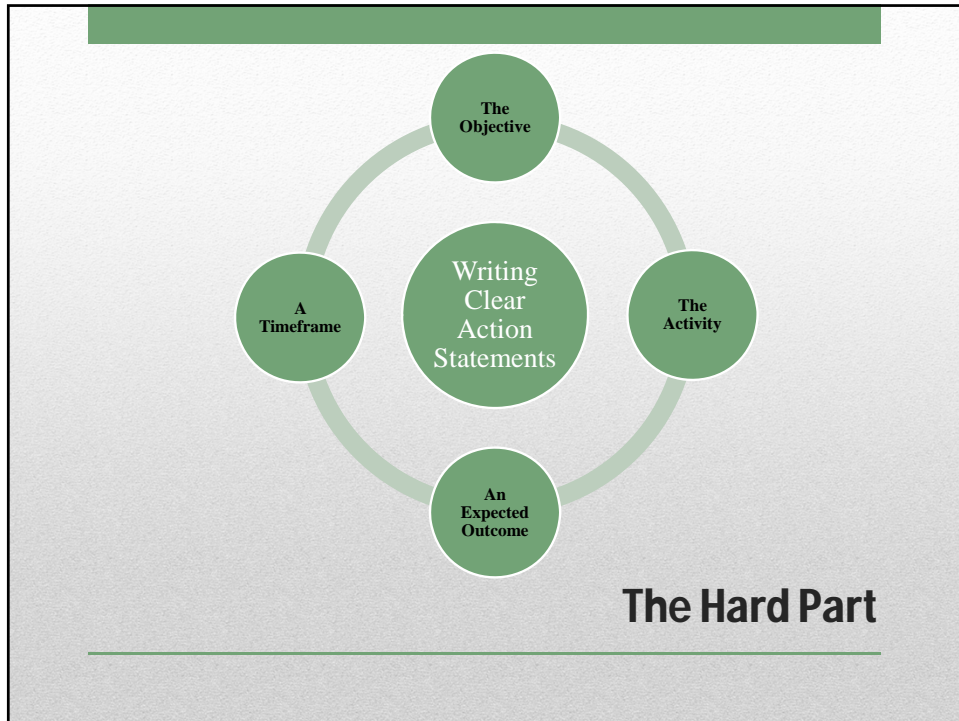 The
Objective
Writing
Clear
Action
Statements
The
Activity
An
Expected
Outcome
A
Timeframe
The Hard Part